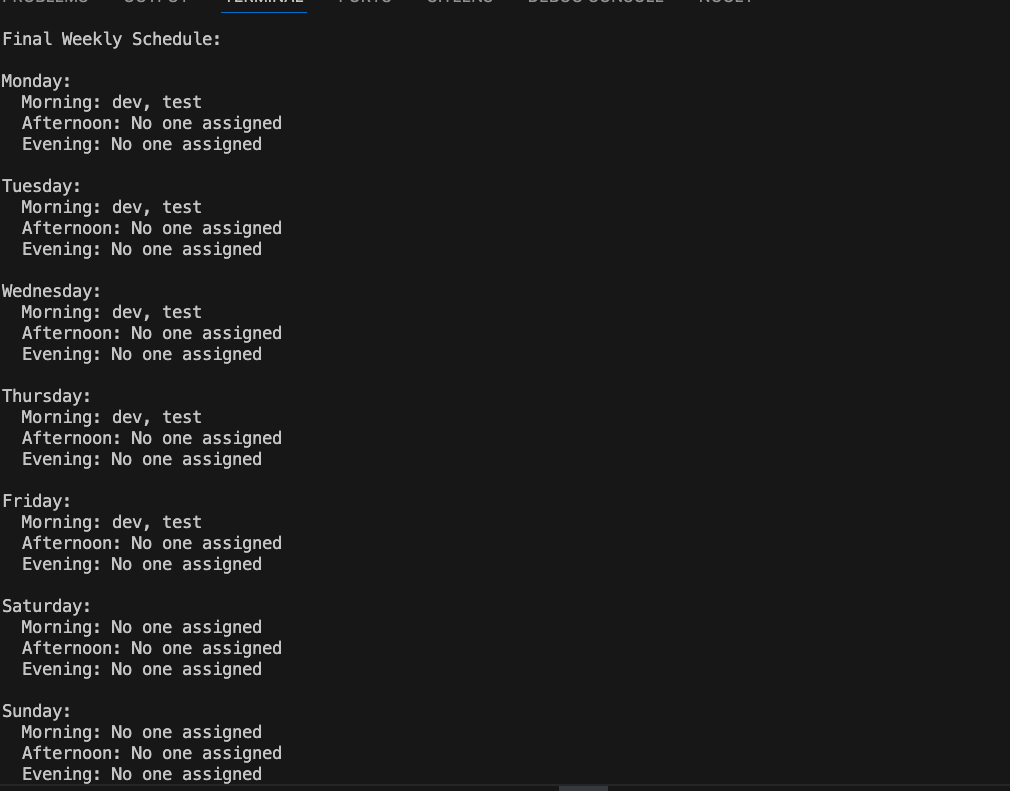 PROBLEMS OUTPUT TERMINAL PORTS GITLENS DEBUG CONSOLE
Final Weekly Schedule:
Monday:
Morning: dev, test
Afternoon: No one assigned
Evening: No one assigned
Tuesday:
Morning: dev, test
Afternoon: No one assigned
Evening: No one assigned
Wednesday:
Morning: dev, test
Afternoon: No one assigned
Evening: No one assigned
Thursday:
Morning: dev, test
Afternoon: No one assigned
Evening: No one assigned
Friday:
Morning: dev, test
Afternoon: No one assigned
Evening: No one assigned
Saturday:
Morning: No one assigned
Afternoon: No one assigned
Evening: No one assigned
Sunday:
Morning: No one assigned
Afternoon: No one assigned
Evening: No one assigned